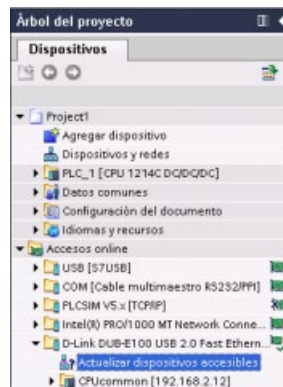 Árbol del proyecto
Dispositivos
Project1
Agregar dispositivo
Dispositivos y redes
PLC_1 [CPU 1214C DC/DC/DC]
Datos comunes
Configuración del documento
Idiomas y recursos
Accesos online
USB [S7USB]
COM [Cable multimaestro RS232/PPI]
PLCSIM V5.x [TCP/IP]
Intel(R) PRO/1000 MT Network Conne...
D-Link DUB-E100 USB 2.0 Fast Ethern...
Actualizar dispositivos accesibles
CPUcommon [192.168.2.12]